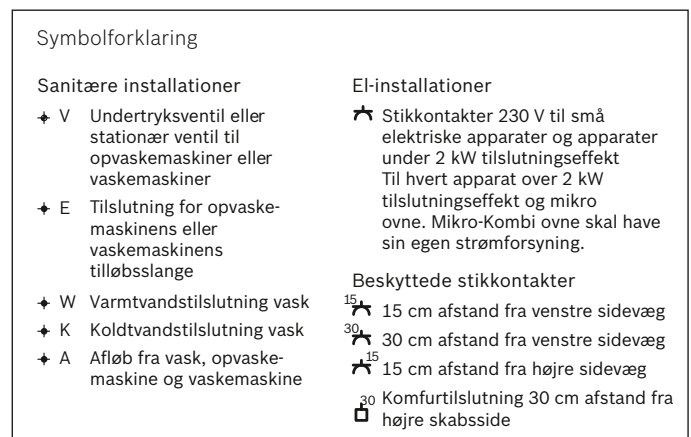 Symbolforklaring
Sanitære installationer
V Undertryksventil eller
stationær ventil til
opvaskemaskiner eller
vaskemaskiner
E Tilslutning for opvaske-
maskinens eller
vaskemaskinens
tilløbsslange
W Varmtvandstilslutning vask
K Koldtvandstilslutning vask
A Afløb fra vask, opvaske-
maskine og vaskemaskine
El-installationer
Stikkontakter 230 V til små
elektriske apparater og apparater
under 2 kW tilslutningseffekt
Til hvert apparat over 2 kW
tilslutningseffekt og mikro
ovne. Mikro-Kombi ovne skal have
sin egen strømforsyning.
Beskyttede stikkontakter
15 15 cm afstand fra venstre sidevæg
30 30 cm afstand fra venstre sidevæg
15 15 cm afstand fra højre sidevæg
30 Komfurtilslutning 30 cm afstand fra
højre skabsside